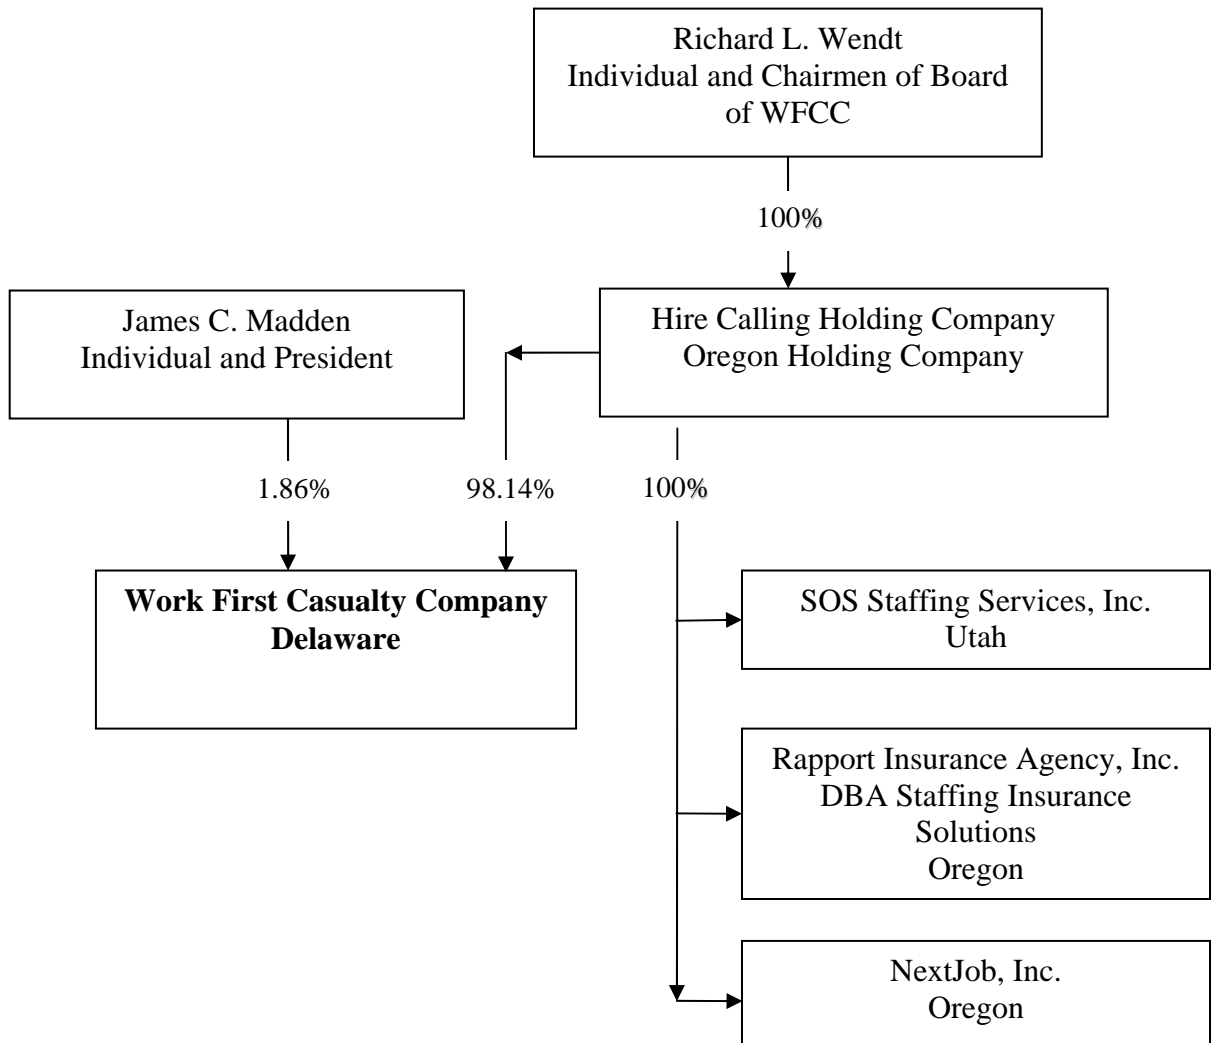 Richard L. Wendt
Individual and Chairmen of Board
of WFCC
100%
James C. Madden
Individual and President
Hire Calling Holding Company
Oregon Holding Company
1.86%
98.14%
100%
Work First Casualty Company
Delaware
SOS Staffing Services, Inc.
Utah
Rapport Insurance Agency, Inc.
DBA Staffing Insurance
Solutions
Oregon
NextJob, Inc.
Oregon